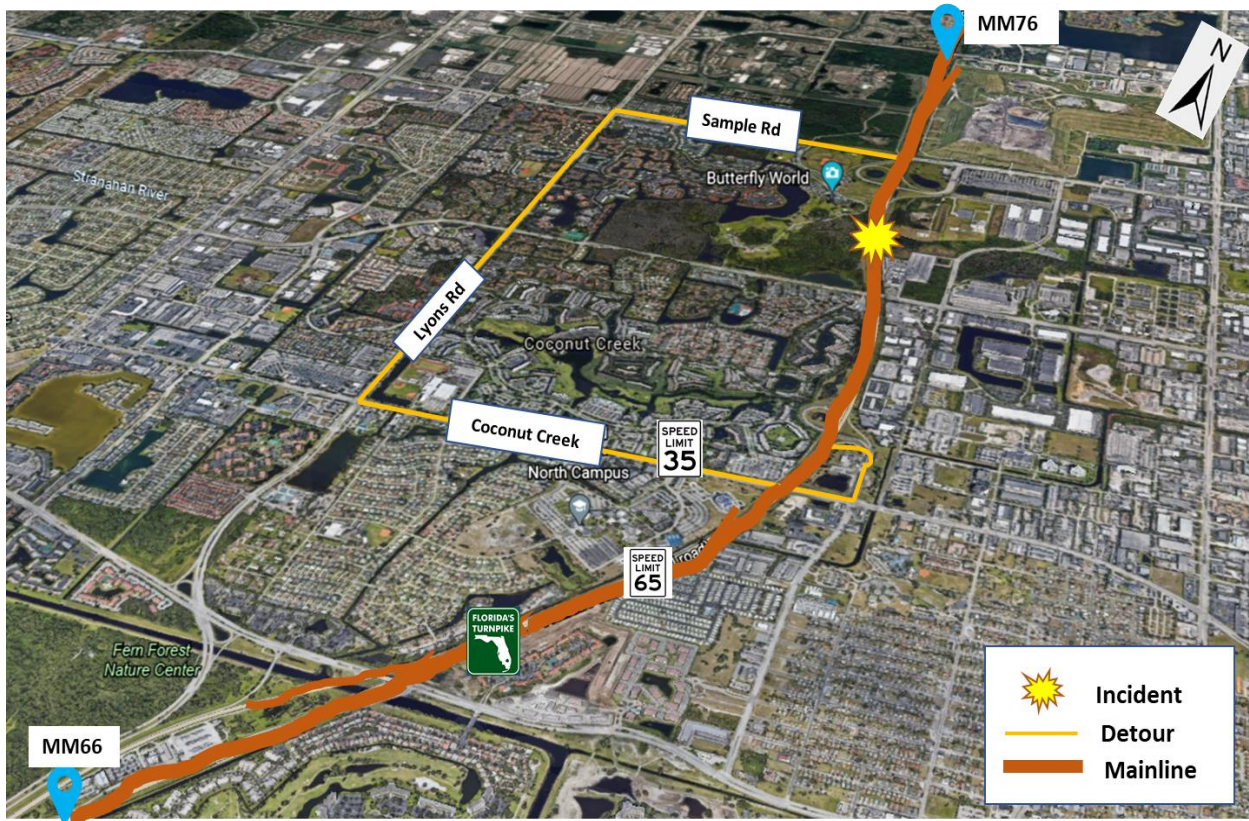 MM76
N
Sample Rd
Butterfly World
Stranahan River
Lyons Rd
Coconut Creek
Coconut Creek
SPEED
LIMIT
35
North Campus
SPEED
LIMIT
65
FLORIDA'S
TURNPIKE
Fern Forest
Nature Center
MM66
Incident
Detour
Mainline